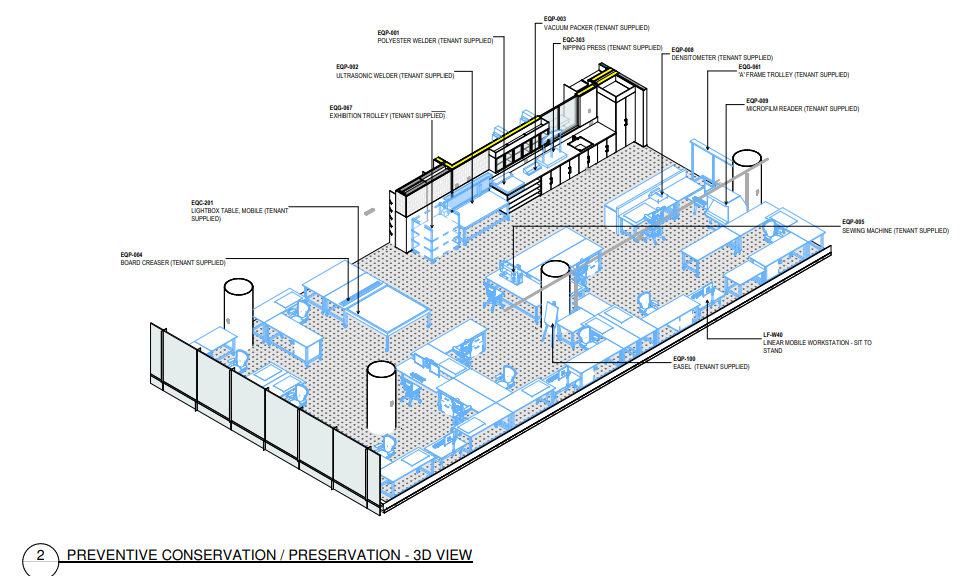 EQP-003
VACUUM PACKER (TENANT SUPPLIED)
EQP-001
POLYESTER WELDER (TENANT SUPPLIED)
EQC-303
NIPPING PRESS (TENANT SUPPLIED)
EQP-008
DENSITOMETER (TENANT SUPPLIED)
EQP-002
ULTRASONIC WELDER (TENANT SUPPLIED)
EQG-061
'A' FRAME TROLLEY (TENANT SUPPLIED)
EQP-009
MICROFILM READER (TENANT SUPPLIED)
EQG-067
EXHIBITION TROLLEY (TENANT SUPPLIED)
EQC-201
LIGHTBOX TABLE, MOBILE (TENANT
SUPPLIED)
EQP-005
SEWING MACHINE (TENANT SUPPLIED)
EQP-004
BOARD CREASER (TENANT SUPPLIED)
LF-W40
LINEAR MOBILE WORKSTATION - SIT TO
STAND
EQP-100
EASEL (TENANT SUPPLIED)
2 PREVENTIVE CONSERVATION / PRESERVATION - 3D VIEW